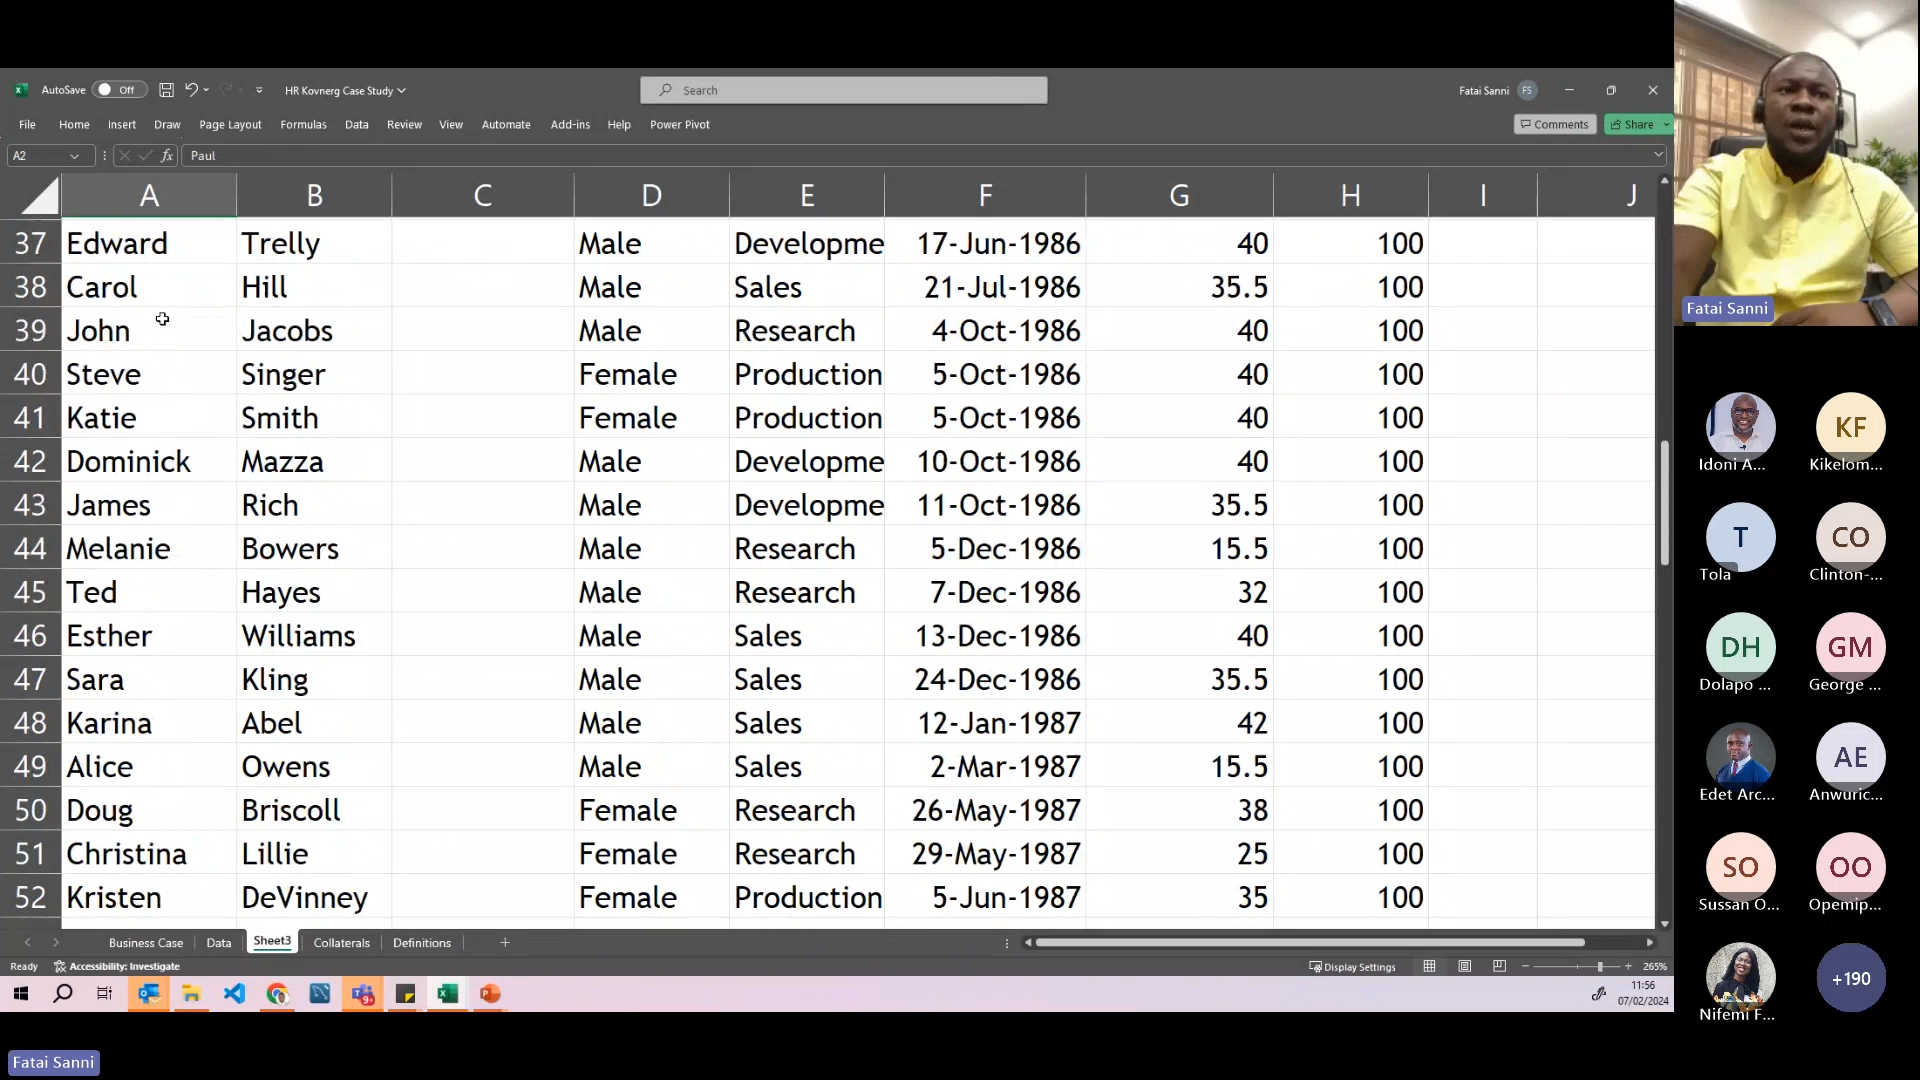 AutoSave Off HR Kovnerg Case Study Search Fatai Sanni FS
File Home Insert Draw Page Layout Formulas Data Review View Automate Add-ins Help Power Pivot Comments Share
A2 fx Paul
A B C D E F G H I J
37 Edward Trelly Male Developme 17-Jun-1986 40 100
38 Carol Hill Male Sales 21-Jul-1986 35.5 100
39 John Jacobs Male Research 4-Oct-1986 40 100
40 Steve Singer Female Production 5-Oct-1986 40 100
41 Katie Smith Female Production 5-Oct-1986 40 100
42 Dominick Mazza Male Developme 10-Oct-1986 40 100
43 James Rich Male Developme 11-Oct-1986 35.5 100
44 Melanie Bowers Male Research 5-Dec-1986 15.5 100
45 Ted Hayes Male Research 7-Dec-1986 32 100
46 Esther Williams Male Sales 13-Dec-1986 40 100
47 Sara Kling Male Sales 24-Dec-1986 35.5 100
48 Karina Abel Male Sales 12-Jan-1987 42 100
49 Alice Owens Male Sales 2-Mar-1987 15.5 100
50 Doug Briscoll Female Research 26-May-1987 38 100
51 Christina Lillie Female Research 29-May-1987 25 100
52 Kristen DeVinney Female Production 5-Jun-1987 35 100
Business Case Data Sheet3 Collaterals Definitions
Ready Accessibility: Investigate Display Settings 265%
11:56
07/02/2024
Fatai Sanni
Fatai Sanni
KF
Idoni A... Kikelom...
T CO
Tola Clinton-...
DH GM
Dolapo ... George ...
AE
Edet Arc... Anwuric...
SO OO
Sussan O... Opemip...
+190
Nifemi F...